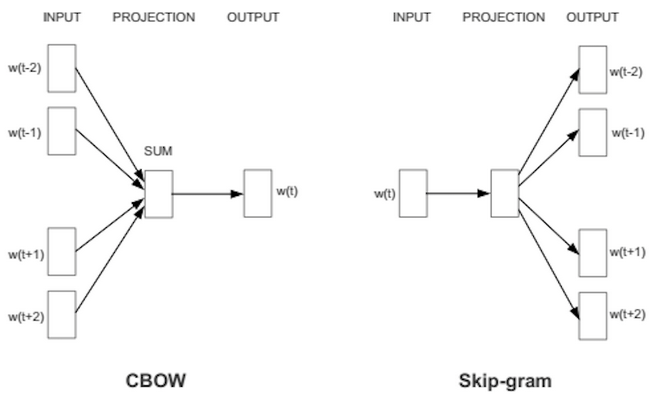 INPUT PROJECTION OUTPUT
w(t-2)
w(t-1)
SUM
w(t)
w(t+1)
w(t+2)
CBOW
INPUT PROJECTION OUTPUT
w(t-2)
w(t-1)
w(t)
w(t+1)
w(t+2)
Skip-gram